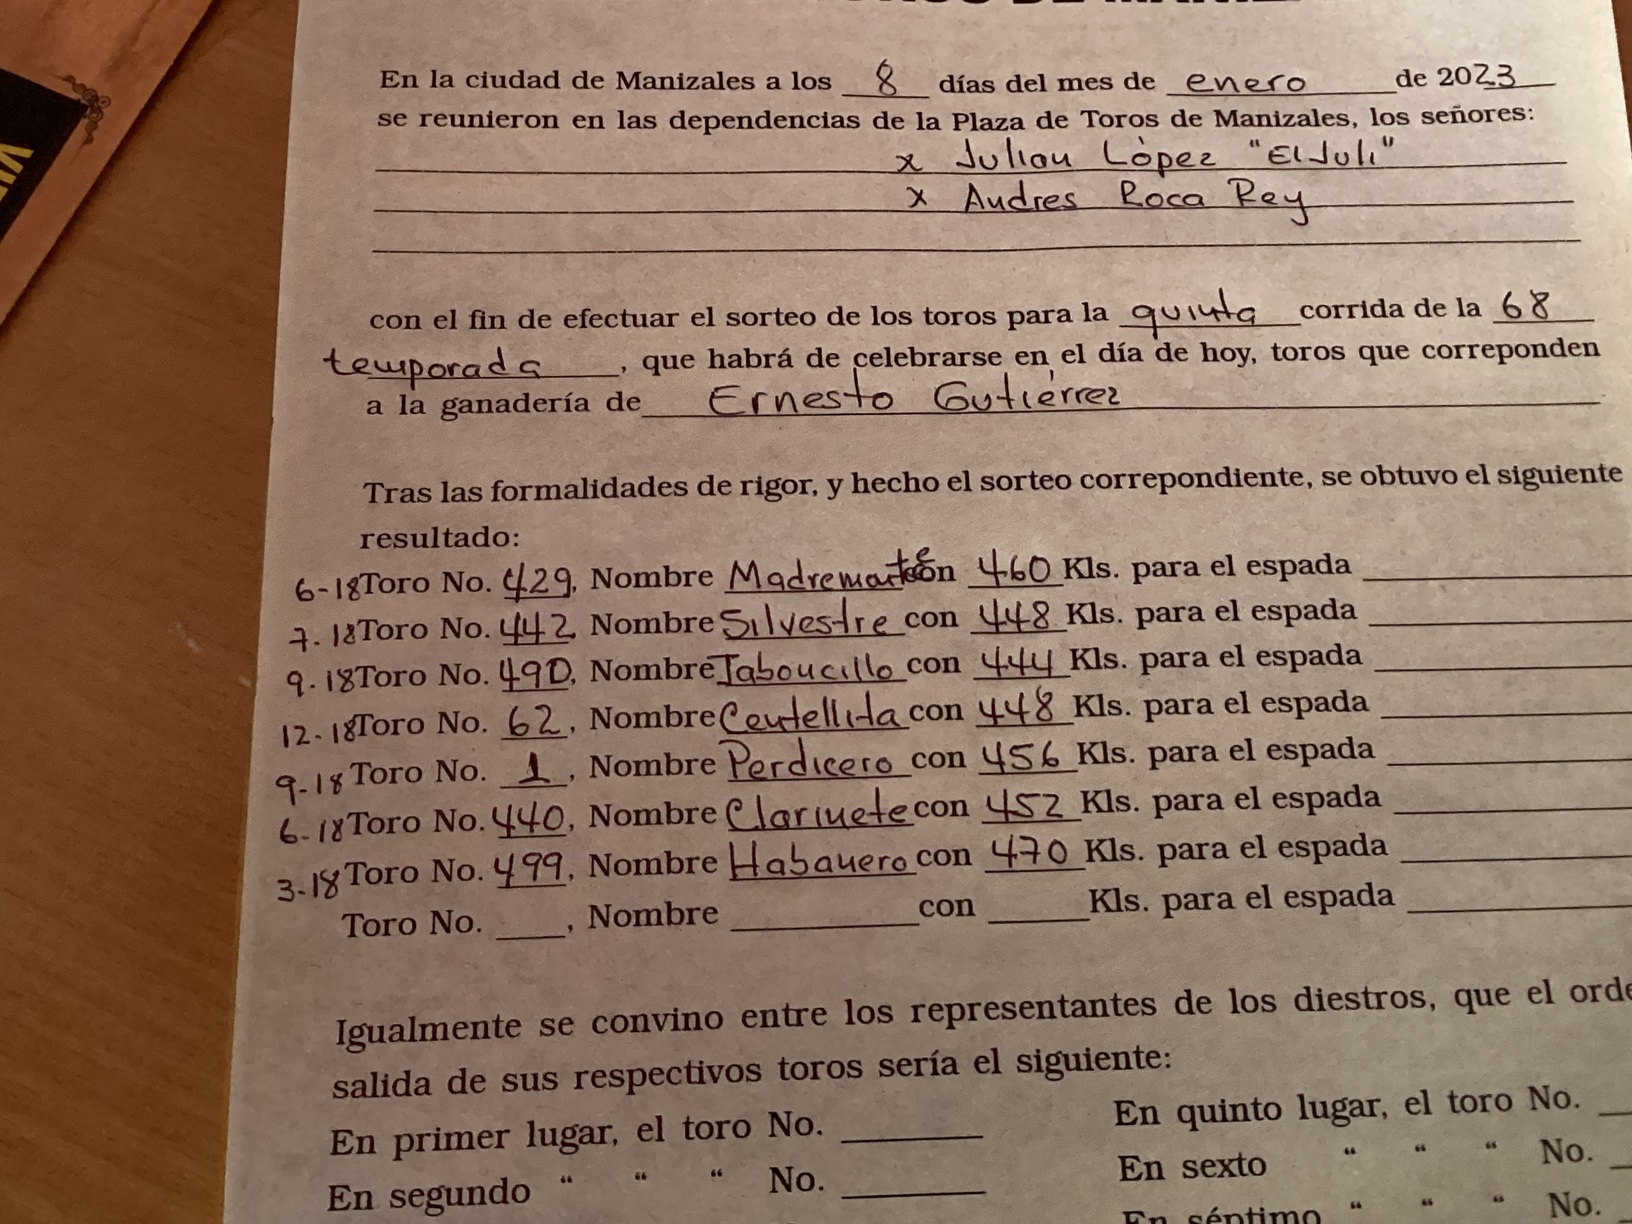 En la ciudad de Manizales a los 8 días del mes de enero de 2023
se reunieron en las dependencias de la Plaza de Toros de Manizales, los señores:
x Julian López "El Juli"
x Andres Roca Rey
con el fin de efectuar el sorteo de los toros para la quinta corrida de la 68
temporada, que habrá de celebrarse en el día de hoy, toros que correponden
a la ganadería de Ernesto Gutiérrez
Tras las formalidades de rigor, y hecho el sorteo correpondiente, se obtuvo el siguiente
resultado:
6-18 Toro No. 429, Nombre con 460 Kls. para el espada
7-18 Toro No. 442, Nombre Silvestre con 448 Kls. para el espada
9-18 Toro No. 490, Nombre Taboucillo con 444 Kls. para el espada
12-18 Toro No. 62, Nombre Centellita con 448 Kls. para el espada
9-18 Toro No. 1, Nombre Perdicero con 456 Kls. para el espada
6-18 Toro No. 440, Nombre Clarinete con 452 Kls. para el espada
3-18 Toro No. 499, Nombre Habanero con 470 Kls. para el espada
Toro No. ____, Nombre ____ con ____ Kls. para el espada
Igualmente se convino entre los representantes de los diestros, que el orde
salida de sus respectivos toros sería el siguiente:
En primer lugar, el toro No. ____ En quinto lugar, el toro No.
En segundo " " " No. ____ En sexto " " " No.
En séptimo " " " No.